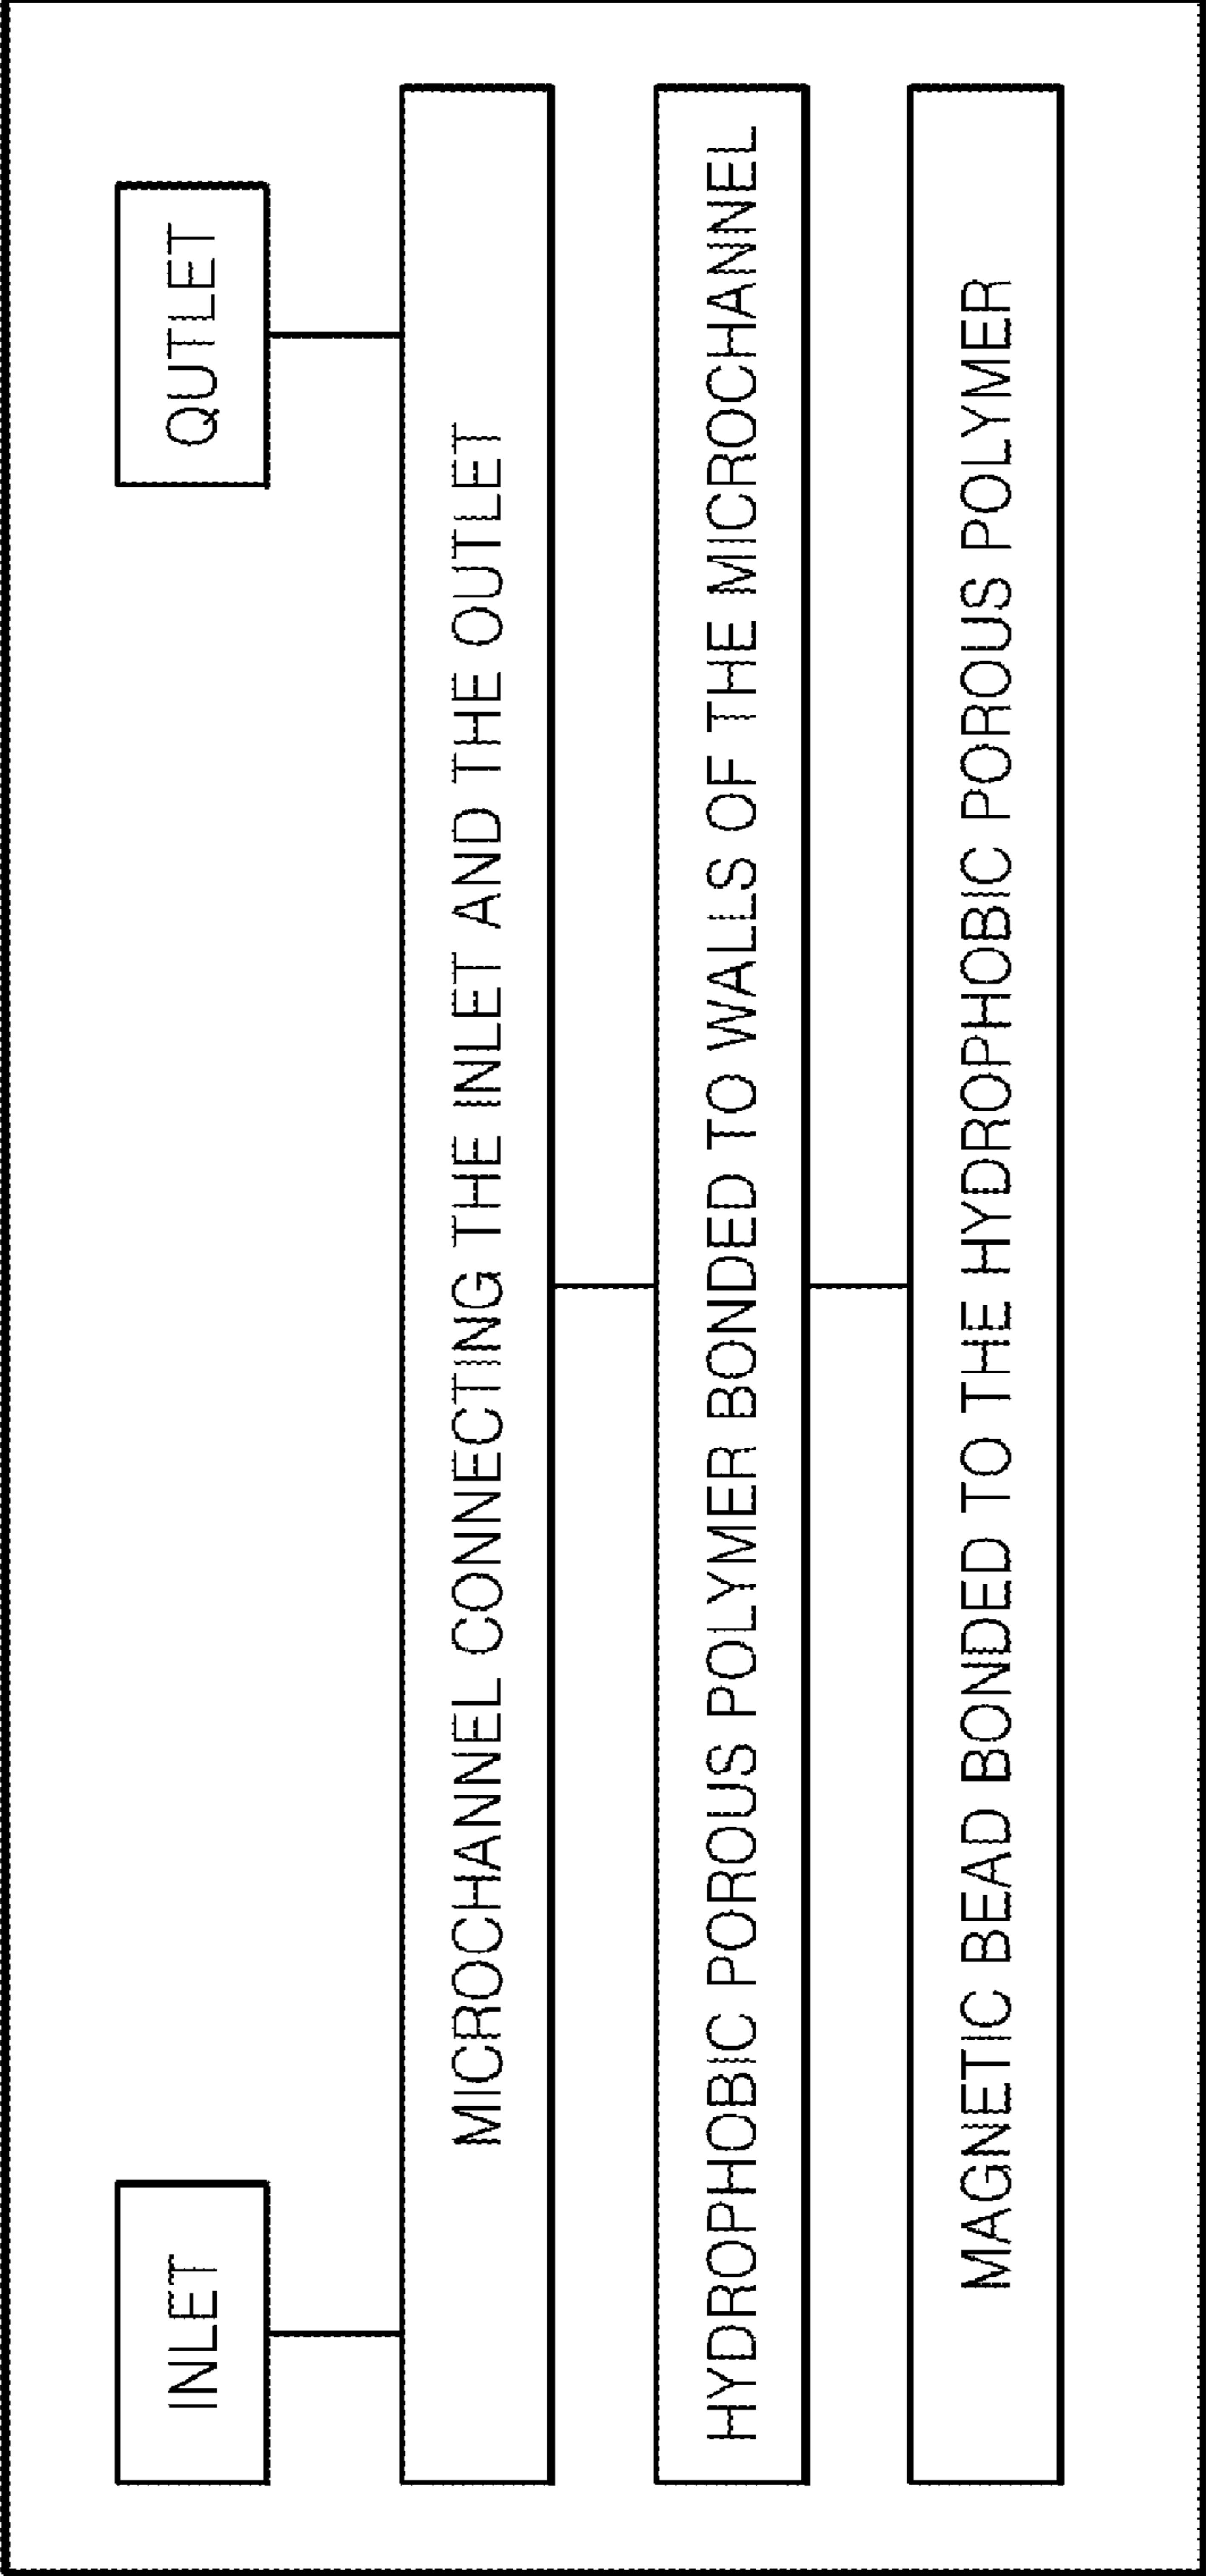 INLET
QUTLET
MICROCHANNEL CONNECTING THE INLET AND THE OUTLET
HYDROPHOBIC POROUS POLYMER BONDED TO WALLS OF THE MICROCHANNEL
MAGNETIC BEAD BONDED TO THE HYDROPHOBIC POROUS POLYMER